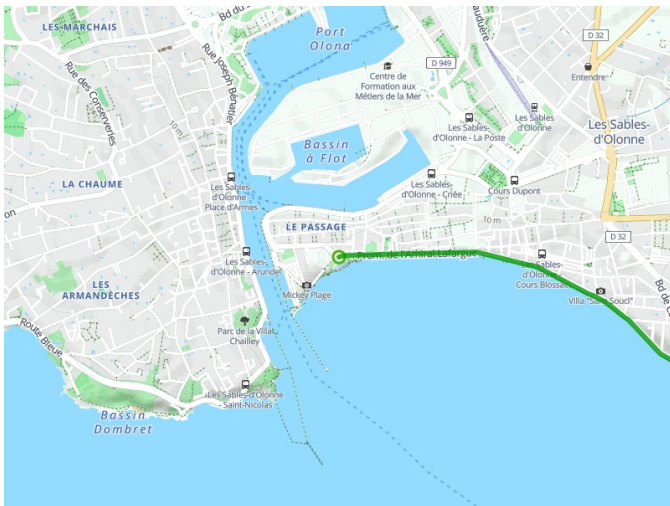 Bd du
Port
Olona
LES MARCHAIS
D 32
D 949
Rue Joseph Bénatier
Rue des Conserveries
Centre de
Formation aux
Métiers de la Mer
Entendre
10 m
Les Sables-
d'Olonne - La Poste
Les Sables
d'Olonne
Les Sables-
d'Olonne
Bassin
à Flot
LA CHAUME
Les Sables-
d'Olonne
Place d'Armes
Les Sables-
d'Olonne - Criée
Cours Dupont
10 m
LE PASSAGE
D 32
Prom. de l'Amiral Lafargue
Les Sables-
d'Olonne - Arundel
Les Sables-
d'Olonne
Cours Blossac
Bd de C
LES
ARMANDÈCHES
Mickey Plage
Villa "Sans Souci"
Route Bleue
Parc de la Villa
Chailley
Les Sables-d'Olonne
Saint-Nicolas
Bassin
Dombret